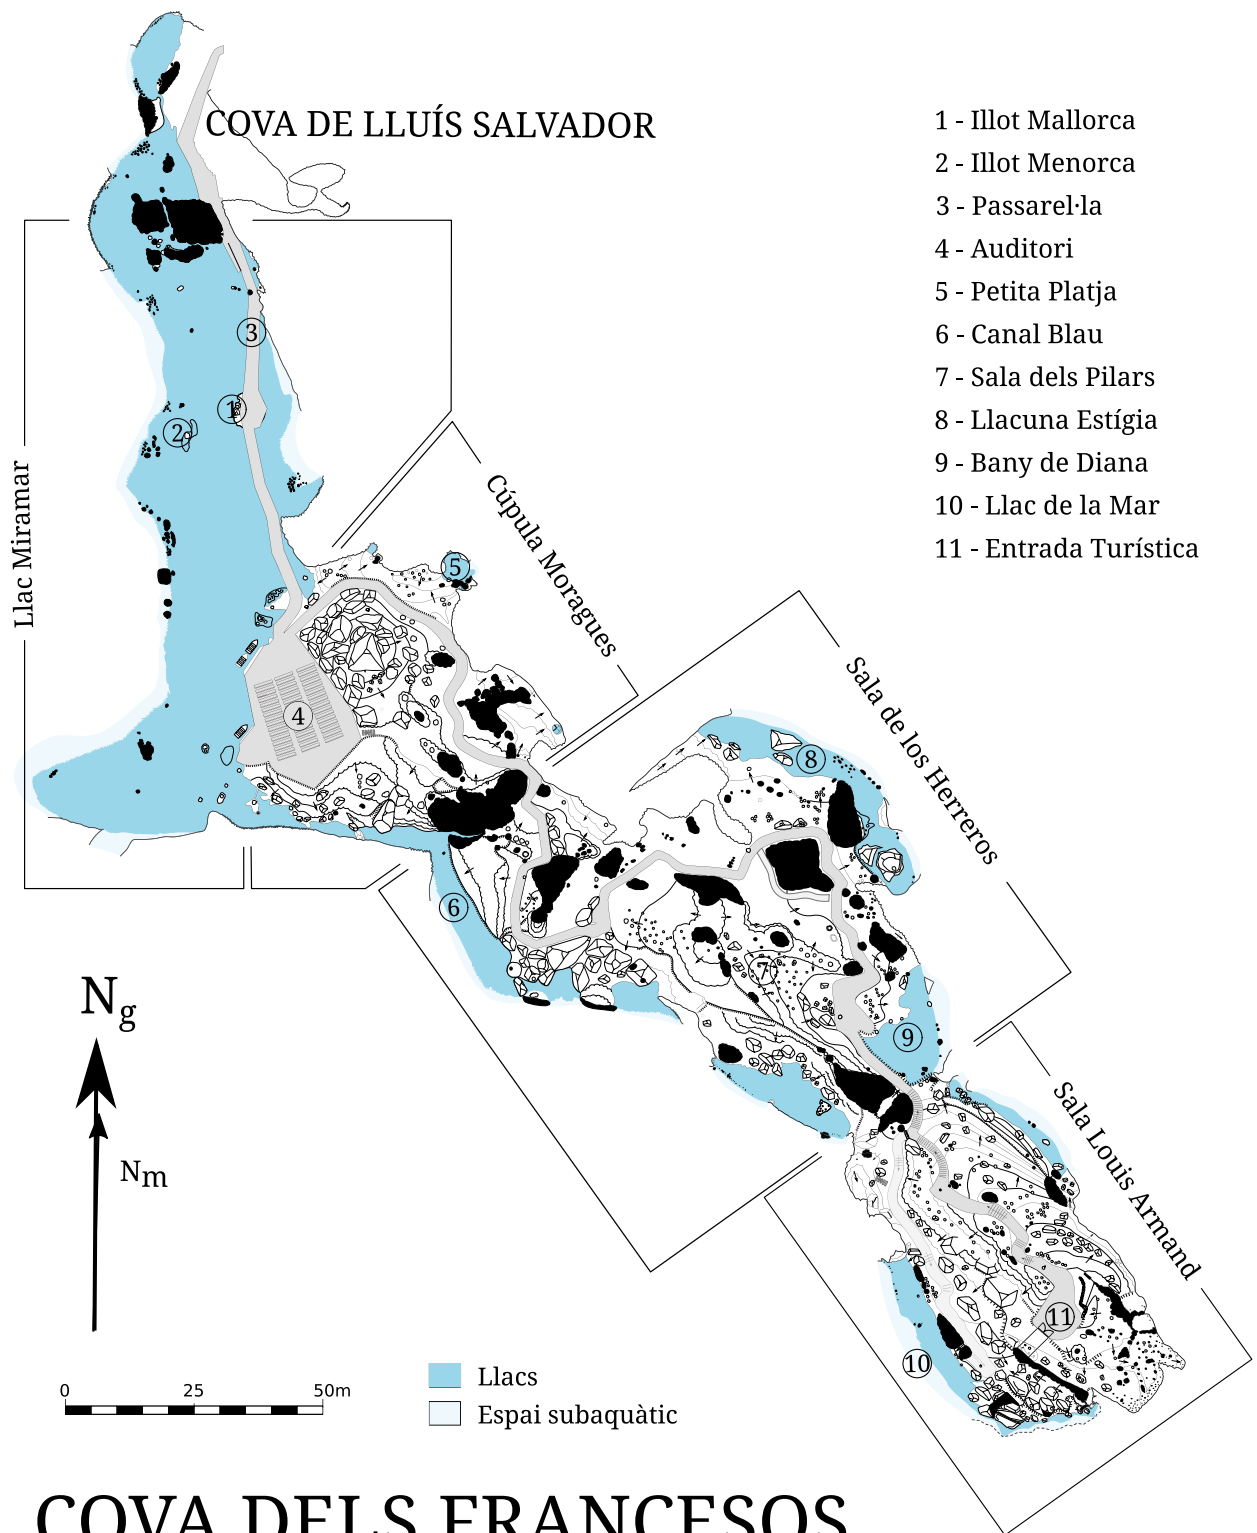 COVA DE LLUÍS SALVADOR
1 - Illot Mallorca
2 - Illot Menorca
3 - Passarel·la
4 - Auditori
5 - Petita Platja
6 - Canal Blau
7 - Sala dels Pilars
8 - Llacuna Estígia
9 - Bany de Diana
10 - Llac de la Mar
11 - Entrada Turística
3
1
2
Llac Miramar
Cúpula Moragues
5
4
Sala de los Herreros
8
6
7
9
Ng
Nm
Sala Louis Armand
11
10
0 25 50m
Llacs
Espai subaquàtic
COVA DELS FRANCESOS